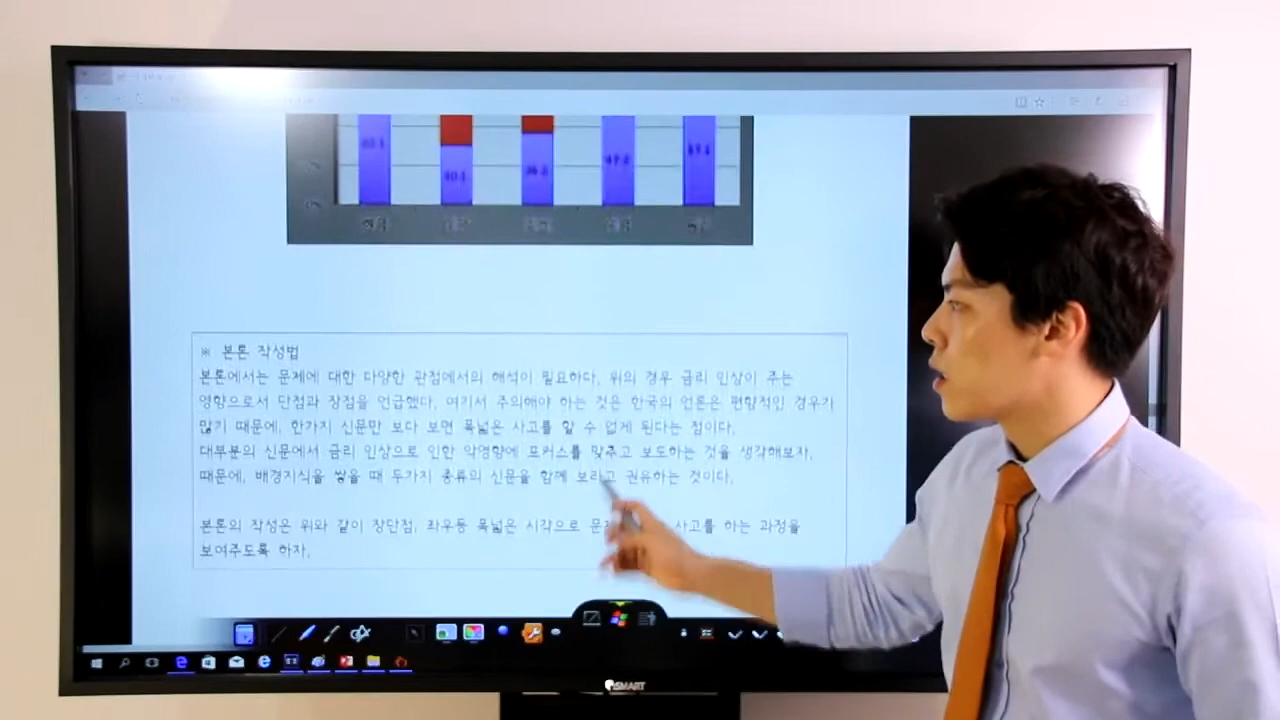 ※ 본론 작성법
본론에서는 문제에 대한 다양한 관점에서의 해석이 필요하다. 위의 경우 금리 인상이 주는
영향으로서 단점과 장점을 언급했다. 여기서 주의해야 하는 것은 한국의 언론은 편향적인 경우가
많기 때문에, 한가지 신문만 보다 보면 폭넓은 사고를 할 수 없게 된다는 점이다.
대부분의 신문에서 금리 인상으로 인한 악영향에 포커스를 맞추고 보도하는 것을 생각해보자.
때문에, 배경지식을 쌓을 때 두가지 종류의 신문을 함께 보라고 권유하는 것이다.
본론의 작성은 위와 같이 장단점, 좌우등 폭넓은 시각으로 사고를 하는 과정을
보여주도록 하자.
SMART